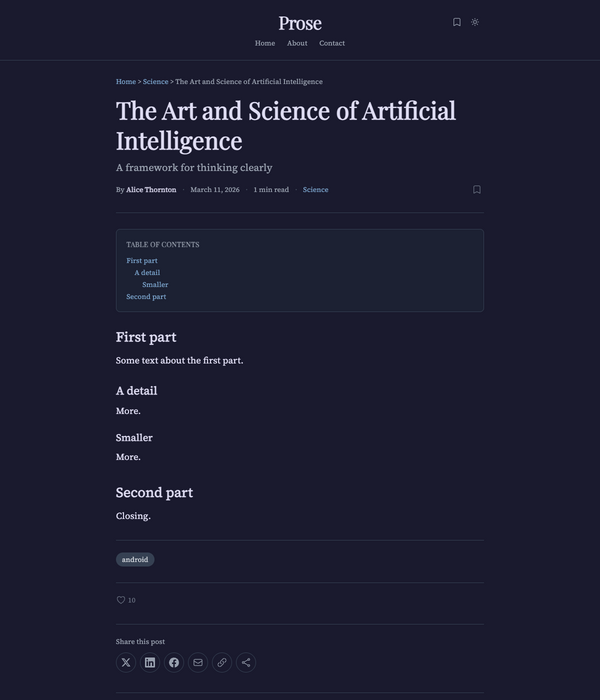 Prose
Home About Contact
Home > Science > The Art and Science of Artificial Intelligence
The Art and Science of Artificial
Intelligence
A framework for thinking clearly
By Alice Thornton · March 11, 2026 · 1 min read · Science
TABLE OF CONTENTS
First part
A detail
Smaller
Second part
First part
Some text about the first part.
A detail
More.
Smaller
More.
Second part
Closing.
android
10
Share this post